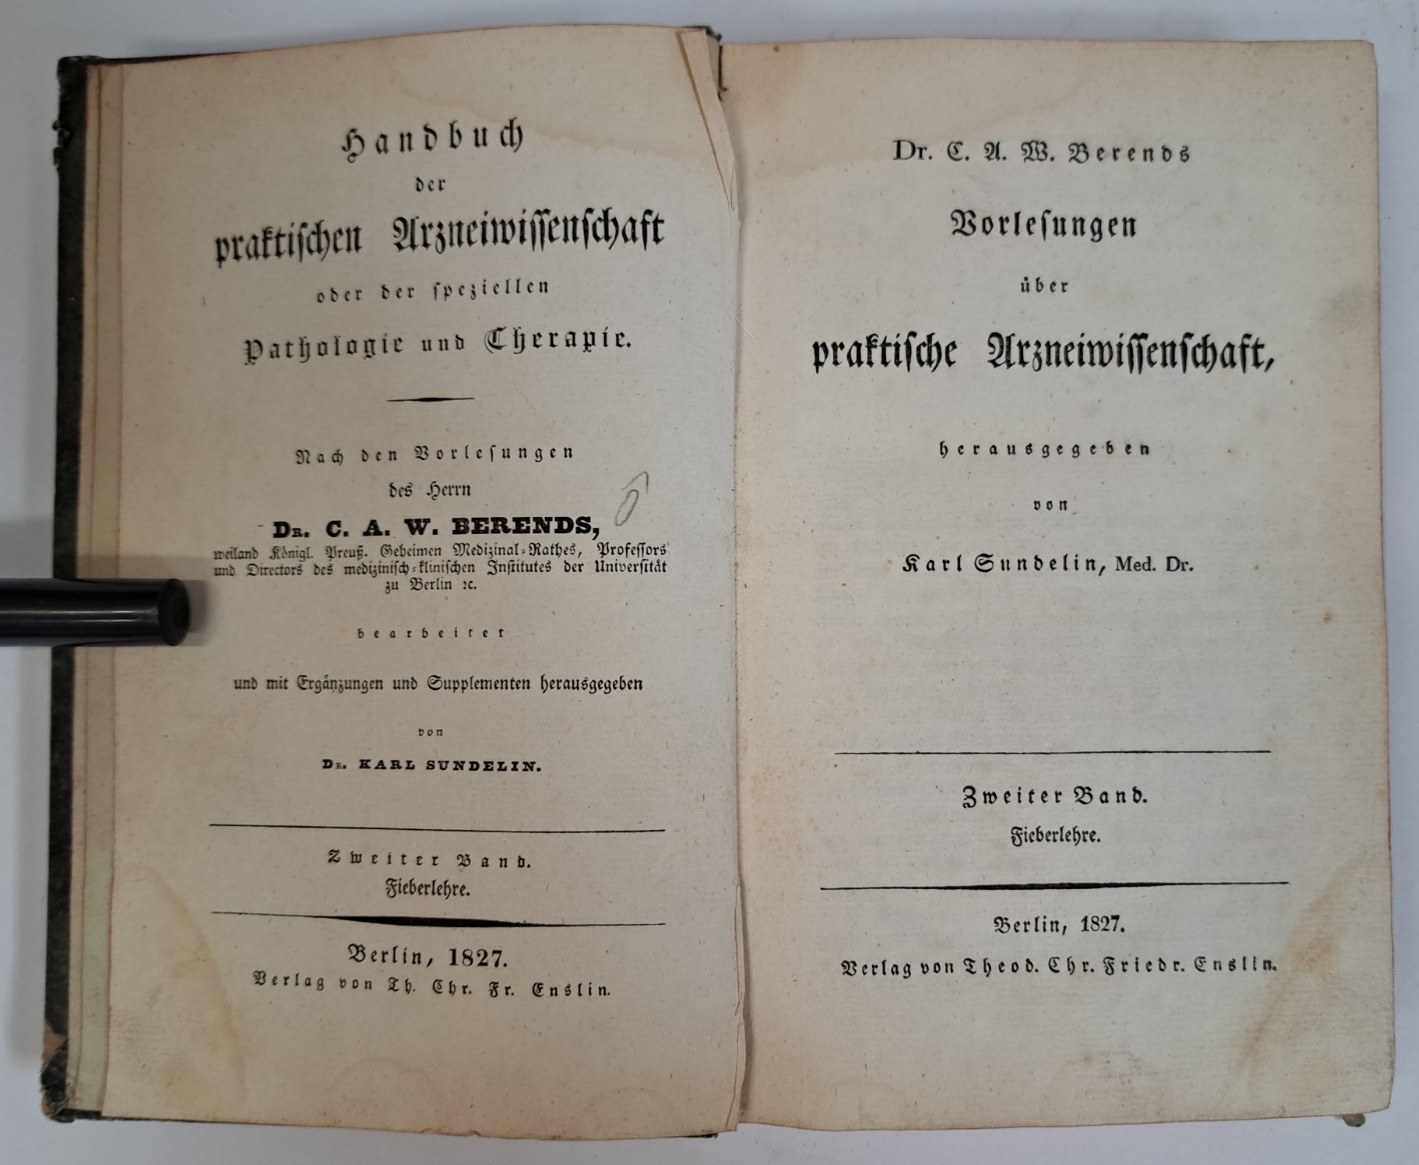 Handbuch
der
praktiſchen Arzneiwiſſenſchaft
oder der ſpeziellen
Pathologie und Therapie.
Nach den Vorleſungen
des Herrn
DR. C. A. W. BERENDS,
weiland Königl. Preuß. Geheimen Medizinal-Rathes, Profeſſors
und Directors des mediziniſch-kliniſchen Inſtitutes der Univerſität
zu Berlin ꝛc.
bearbeitet
und mit Ergänzungen und Supplementen herausgegeben
von
DR. KARL SUNDELIN.
Zweiter Band.
Fieberlehre.
Berlin, 1827.
Verlag von Th. Chr. Fr. Enslin.
Dr. C. A. W. Berends
Vorleſungen
über
praktiſche Arzneiwiſſenſchaft,
herausgegeben
von
Karl Sundelin, Med. Dr.
Zweiter Band.
Fieberlehre.
Berlin, 1827.
Verlag von Theod. Chr. Friedr. Enslin.